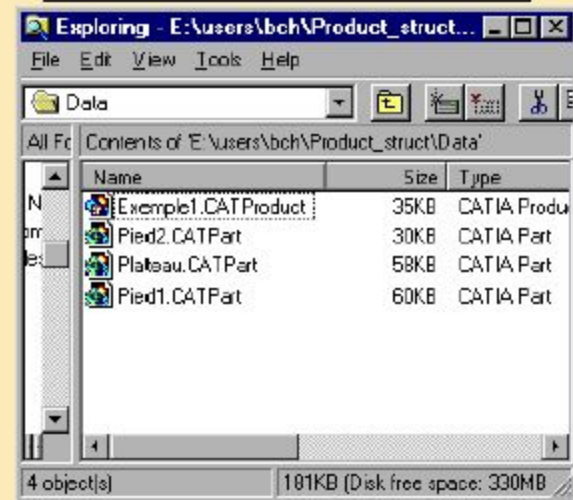 Exploring - E:\users\bch\Product_struct...
File Edit View Tools Help
Data
All Fo Contents of 'E:\users\bch\Product_struct\Data'
Name Size Type
Exemple1.CATProduct 35KB CATIA Produ
Pied2.CATPart 30KB CATIA Part
Plateau.CATPart 58KB CATIA Part
Pied1.CATPart 60KB CATIA Part
4 object(s) 181KB (Disk free space: 330MB